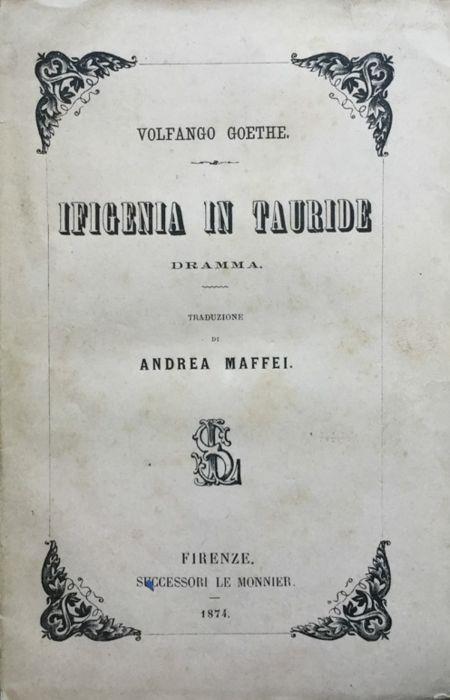 VOLFANGO GOETHE.
IFIGENIA IN TAURIDE
DRAMMA.
TRADUZIONE
DI
ANDREA MAFFEI.
FIRENZE.
SUCCESSORI LE MONNIER.
1874.